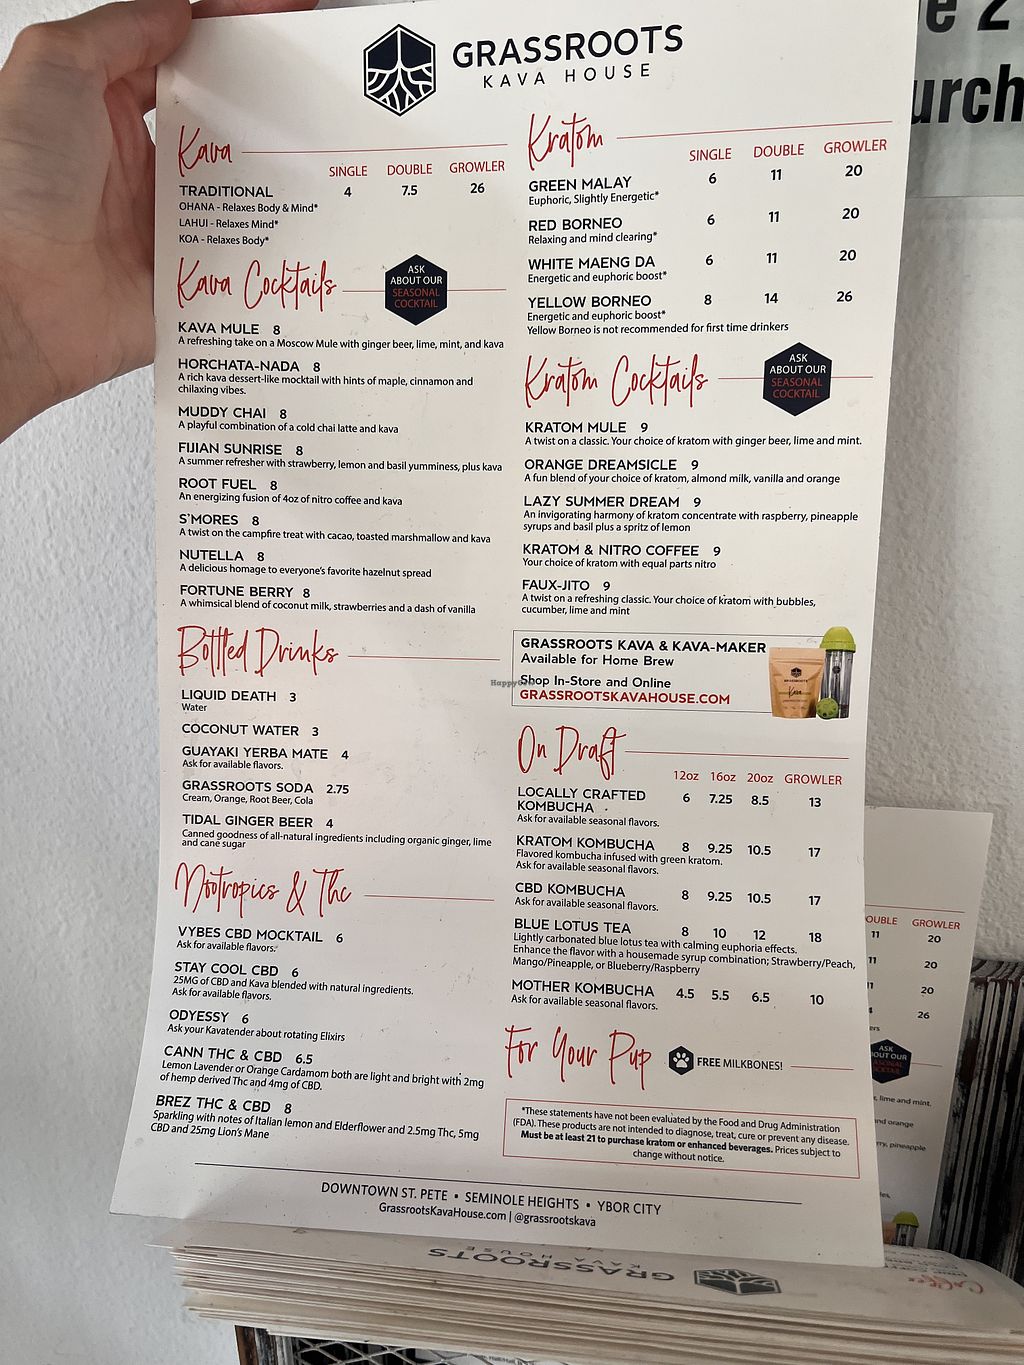 GRASSROOTS
KAVA HOUSE
Kava
SINGLE DOUBLE GROWLER
TRADITIONAL 4 7.5 26
OHANA - Relaxes Body & Mind*
LAHUI - Relaxes Mind*
KOA - Relaxes Body*
Kava Cocktails
ASK
ABOUT OUR
SEASONAL
COCKTAIL
KAVA MULE 8
A refreshing take on a Moscow Mule with ginger beer, lime, mint, and kava
HORCHATA-NADA 8
A rich kava dessert-like mocktail with hints of maple, cinnamon and
chilaxing vibes.
MUDDY CHAI 8
A playful combination of a cold chai latte and kava
FIJIAN SUNRISE 8
A summer refresher with strawberry, lemon and basil yumminess, plus kava
ROOT FUEL 8
An energizing fusion of 4oz of nitro coffee and kava
S'MORES 8
A twist on the campfire treat with cacao, toasted marshmallow and kava
NUTELLA 8
A delicious homage to everyone's favorite hazelnut spread
FORTUNE BERRY 8
A whimsical blend of coconut milk, strawberries and a dash of vanilla
Bottled Drinks
LIQUID DEATH 3
Water
COCONUT WATER 3
GUAYAKI YERBA MATE 4
Ask for available flavors.
GRASSROOTS SODA 2.75
Cream, Orange, Root Beer, Cola
TIDAL GINGER BEER 4
Canned goodness of all-natural ingredients including organic ginger, lime
and cane sugar
Nootropics & Thc
VYBES CBD MOCKTAIL 6
Ask for available flavors.
STAY COOL CBD 6
25MG of CBD and Kava blended with natural ingredients.
Ask for available flavors.
ODYESSY 6
Ask your Kavatender about rotating Elixirs
CANN THC & CBD 6.5
Lemon Lavender or Orange Cardamom both are light and bright with 2mg
of hemp derived Thc and 4mg of CBD.
BREZ THC & CBD 8
Sparkling with notes of Italian lemon and Elderflower and 2.5mg Thc, 5mg
CBD and 25mg Lion's Mane
Kratom
SINGLE DOUBLE GROWLER
GREEN MALAY 6 11 20
Euphoric, Slightly Energetic*
RED BORNEO 6 11 20
Relaxing and mind clearing*
WHITE MAENG DA 6 11 20
Energetic and euphoric boost*
YELLOW BORNEO 8 14 26
Energetic and euphoric boost*
Yellow Borneo is not recommended for first time drinkers
Kratom Cocktails
ASK
ABOUT OUR
SEASONAL
COCKTAIL
KRATOM MULE 9
A twist on a classic. Your choice of kratom with ginger beer, lime and mint.
ORANGE DREAMSICLE 9
A fun blend of your choice of kratom, almond milk, vanilla and orange
LAZY SUMMER DREAM 9
An invigorating harmony of kratom concentrate with raspberry, pineapple
syrups and basil plus a spritz of lemon
KRATOM & NITRO COFFEE 9
Your choice of kratom with equal parts nitro
FAUX-JITO 9
A twist on a refreshing classic. Your choice of kratom with bubbles,
cucumber, lime and mint
GRASSROOTS KAVA & KAVA-MAKER
Available for Home Brew
Shop In-Store and Online
GRASSROOTSKAVAHOUSE.COM
GRASSROOTS
Kava
On Draft
12oz 16oz 20oz GROWLER
LOCALLY CRAFTED
KOMBUCHA 6 7.25 8.5 13
Ask for available seasonal flavors.
KRATOM KOMBUCHA 8 9.25 10.5 17
Flavored kombucha infused with green kratom.
Ask for available seasonal flavors.
CBD KOMBUCHA 8 9.25 10.5 17
Ask for available seasonal flavors.
BLUE LOTUS TEA 8 10 12 18
Lightly carbonated blue lotus tea with calming euphoria effects.
Enhance the flavor with a housemade syrup combination; Strawberry/Peach,
Mango/Pineapple, or Blueberry/Raspberry
MOTHER KOMBUCHA 4.5 5.5 6.5 10
Ask for available seasonal flavors.
For Your Pup
FREE MILKBONES!
*These statements have not been evaluated by the Food and Drug Administration
(FDA). These products are not intended to diagnose, treat, cure or prevent any disease.
Must be at least 21 to purchase kratom or enhanced beverages. Prices subject to
change without notice.
DOWNTOWN ST. PETE • SEMINOLE HEIGHTS • YBOR CITY
GrassrootsKavaHouse.com | @grassrootskava
e 2
urch
OUBLE GROWLER
11 20
11 20
11 20
4 26
ers
ASK
OUT OUR
, lime and mint.
nd orange
rry, pineapple
GRASSROOTS
KAVA HOUSE
Coffee